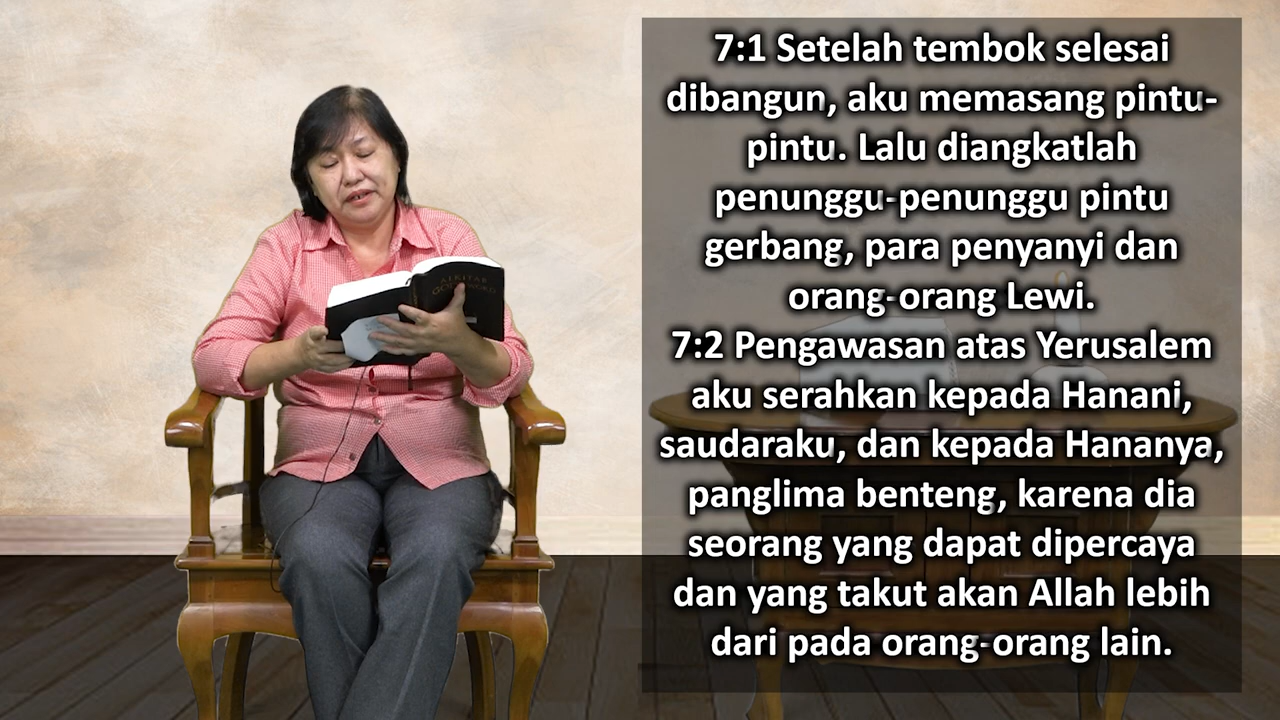 7:1 Setelah tembok selesai
dibangun, aku memasang pintu-
pintu. Lalu diangkatlah
penunggu-penunggu pintu
gerbang, para penyanyi dan
orang-orang Lewi.
7:2 Pengawasan atas Yerusalem
aku serahkan kepada Hanani,
saudaraku, dan kepada Hananya,
panglima benteng, karena dia
seorang yang dapat dipercaya
dan yang takut akan Allah lebih
dari pada orang-orang lain.
ALKITAB